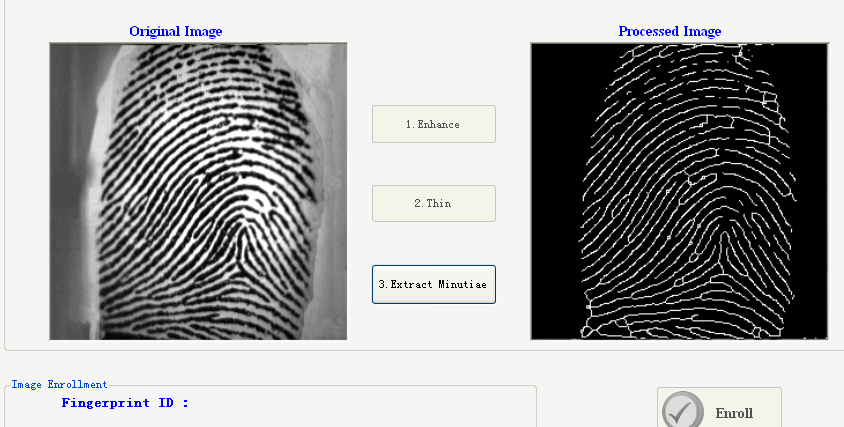 Original Image
Processed Image
1.Enhance
2.Thin
3.Extract Minutiae
Image Enrollment
Fingerprint ID :
Enroll